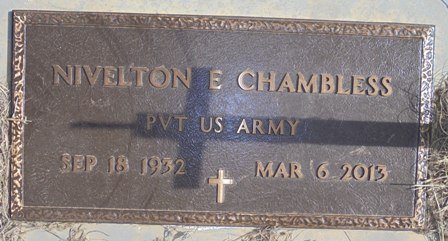 NIVELTON E CHAMBLESS
PVT US ARMY
SEP 18 1932 MAR 6 2013